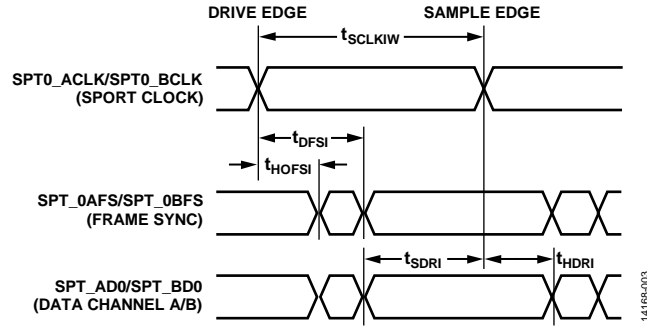 DRIVE EDGE
SAMPLE EDGE
tSCLKIW
SPT0_ACLK/SPT0_BCLK
(SPORT CLOCK)
tDFSI
tHOFSI
SPT_0AFS/SPT_0BFS
(FRAME SYNC)
tSDRI
tHDRI
SPT_AD0/SPT_BD0
(DATA CHANNEL A/B)
14168-003